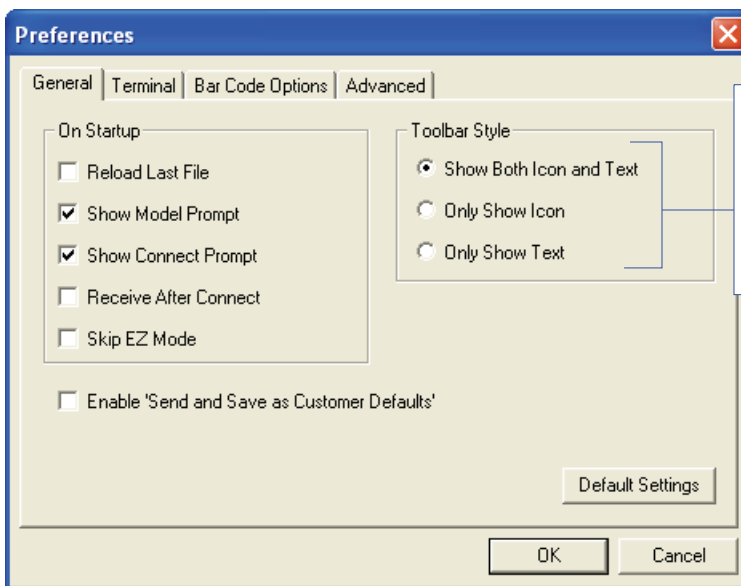 Preferences
General
Terminal
Bar Code Options
Advanced
On Startup
Reload Last File
Show Model Prompt
Show Connect Prompt
Receive After Connect
Skip EZ Mode
Toolbar Style
Show Both Icon and Text
Only Show Icon
Only Show Text
Enable 'Send and Save as Customer Defaults'
Default Settings
OK
Cancel